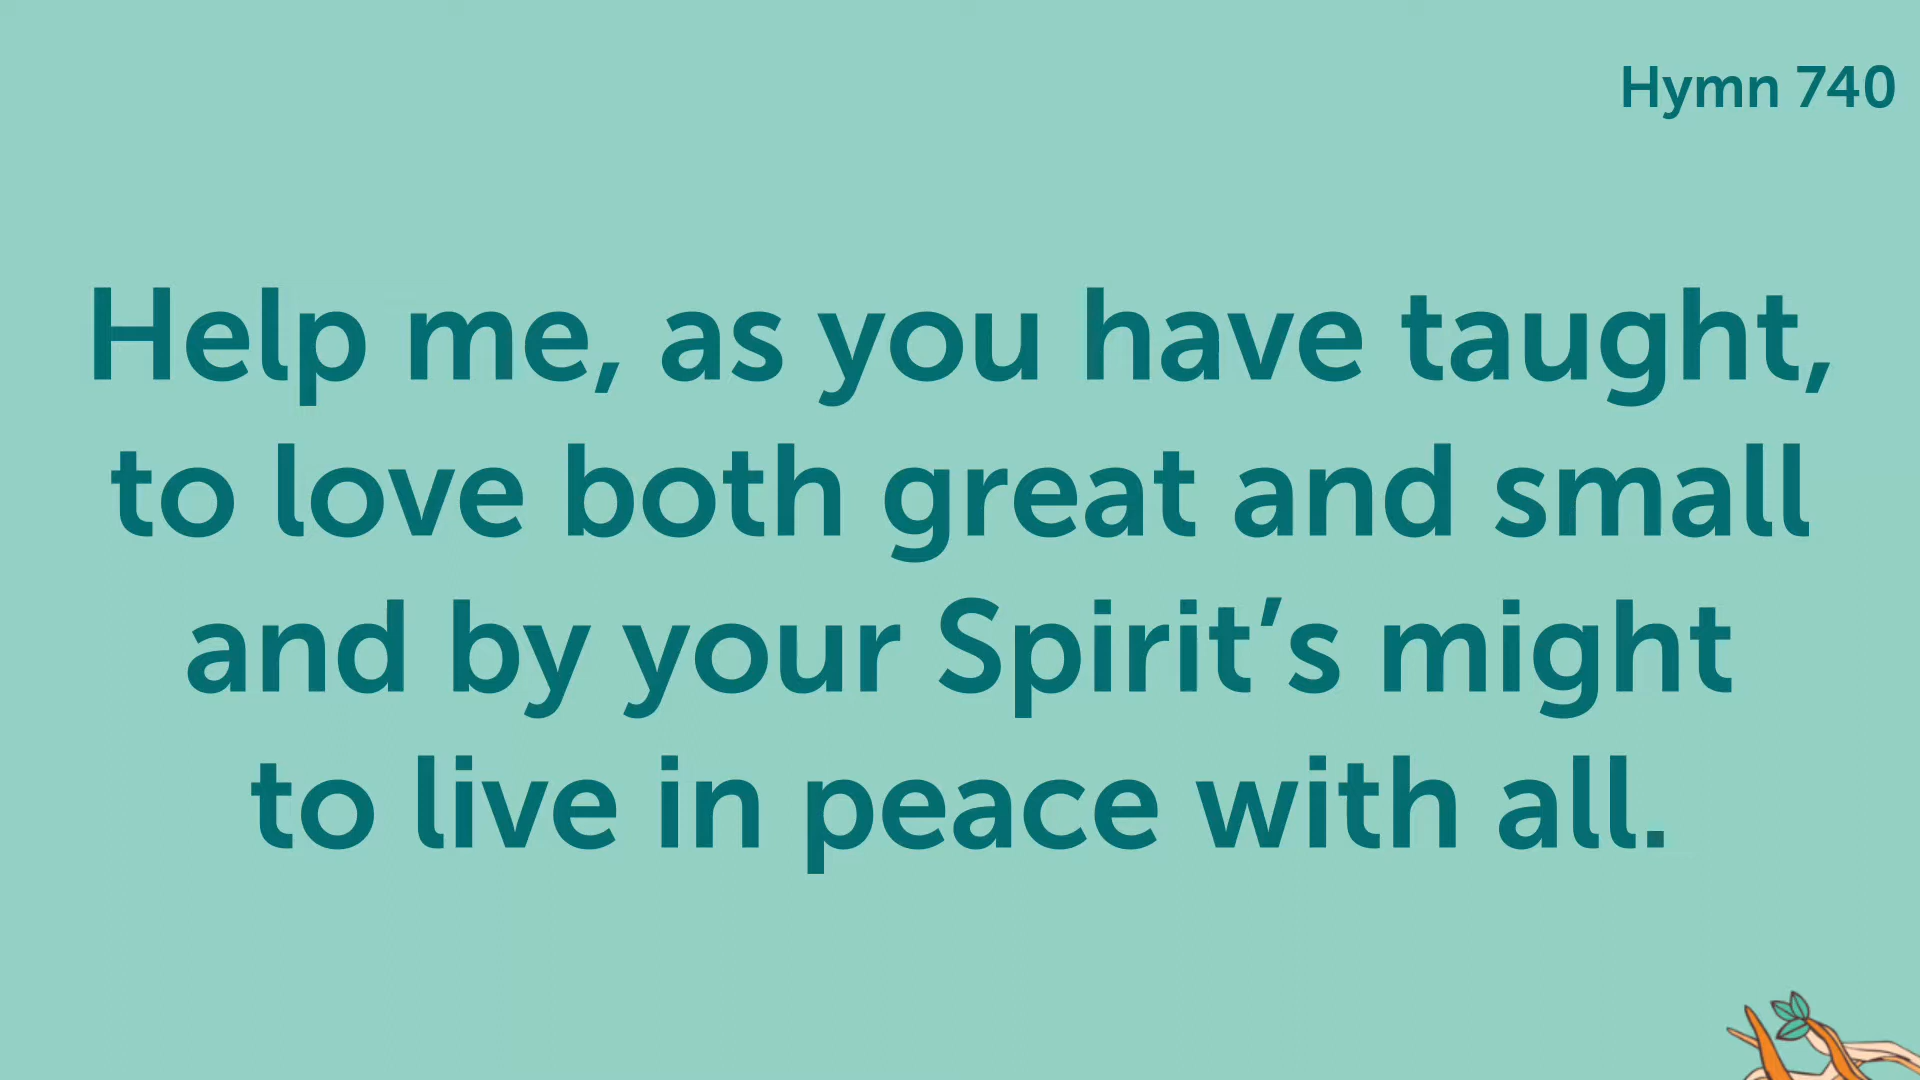 Hymn 740
Help me, as you have taught,
to love both great and small
and by your Spirit’s might
to live in peace with all.